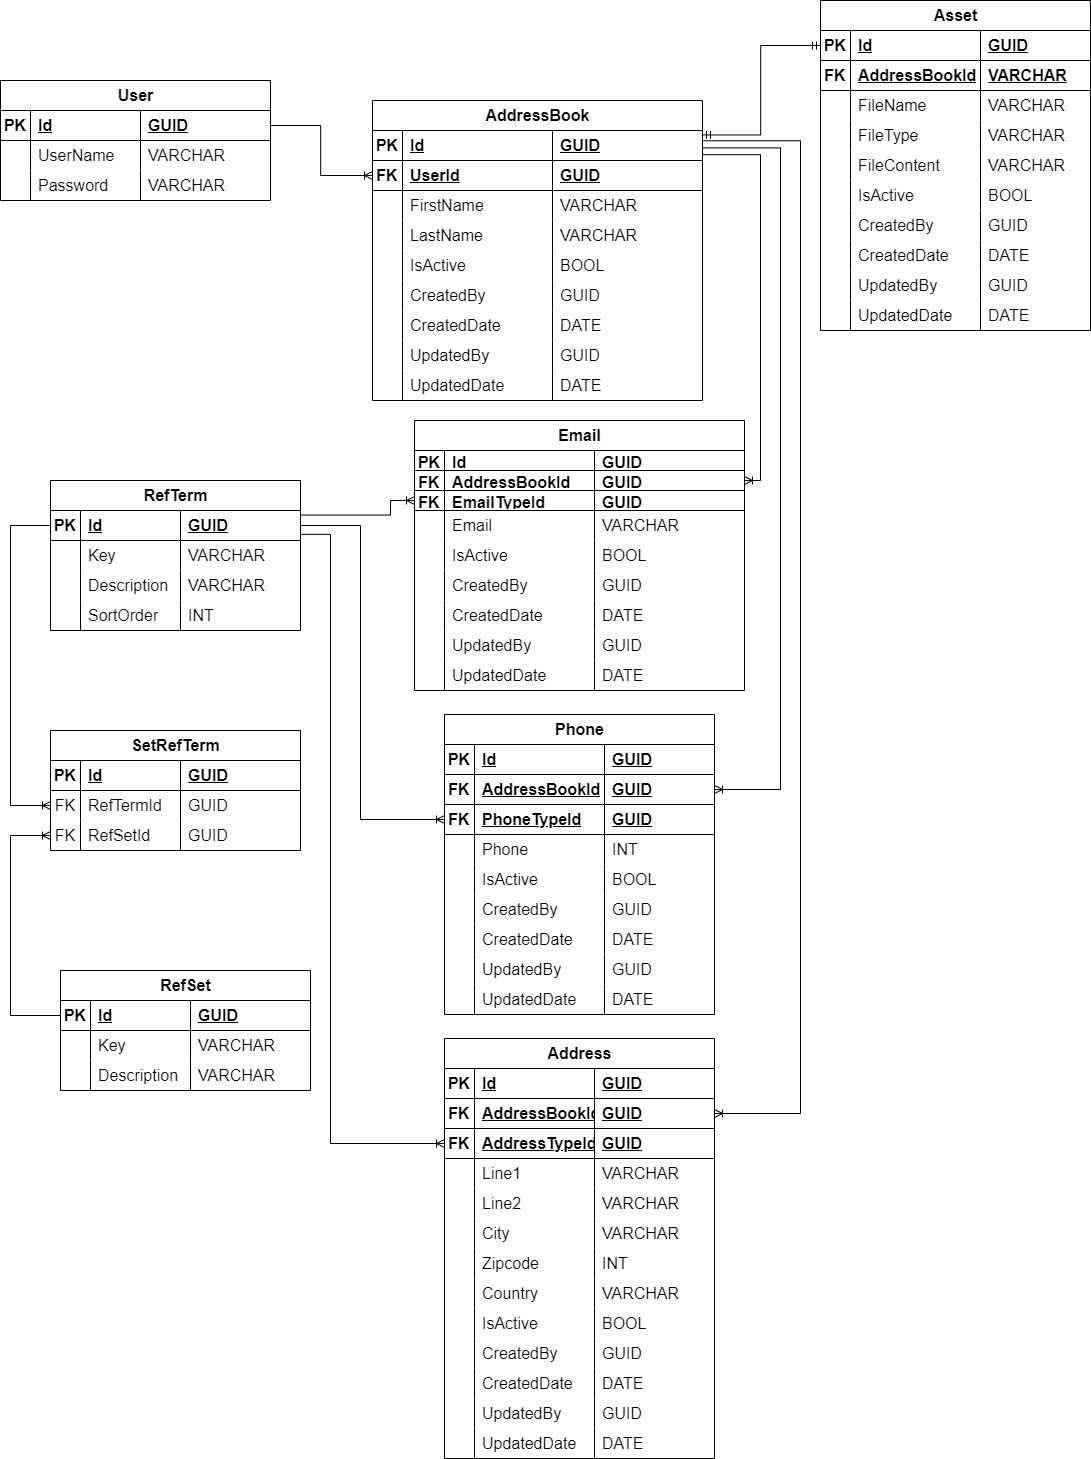 User
PK Id GUID
UserName VARCHAR
Password VARCHAR
AddressBook
PK Id GUID
FK UserId GUID
FirstName VARCHAR
LastName VARCHAR
IsActive BOOL
CreatedBy GUID
CreatedDate DATE
UpdatedBy GUID
UpdatedDate DATE
Asset
PK Id GUID
FK AddressBookId VARCHAR
FileName VARCHAR
FileType VARCHAR
FileContent VARCHAR
IsActive BOOL
CreatedBy GUID
CreatedDate DATE
UpdatedBy GUID
UpdatedDate DATE
Email
PK Id GUID
FK AddressBookId GUID
FK EmailTypeId GUID
Email VARCHAR
IsActive BOOL
CreatedBy GUID
CreatedDate DATE
UpdatedBy GUID
UpdatedDate DATE
RefTerm
PK Id GUID
Key VARCHAR
Description VARCHAR
SortOrder INT
SetRefTerm
PK Id GUID
FK RefTermId GUID
FK RefSetId GUID
RefSet
PK Id GUID
Key VARCHAR
Description VARCHAR
Phone
PK Id GUID
FK AddressBookId GUID
FK PhoneTypeId GUID
Phone INT
IsActive BOOL
CreatedBy GUID
CreatedDate DATE
UpdatedBy GUID
UpdatedDate DATE
Address
PK Id GUID
FK AddressBookId GUID
FK AddressTypeId GUID
Line1 VARCHAR
Line2 VARCHAR
City VARCHAR
Zipcode INT
Country VARCHAR
IsActive BOOL
CreatedBy GUID
CreatedDate DATE
UpdatedBy GUID
UpdatedDate DATE